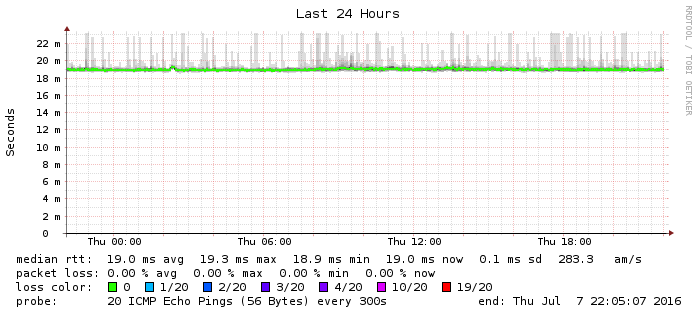 Last 24 Hours
RRDTOOL / TOBI OETIKER
Seconds
22 m
20 m
18 m
16 m
14 m
12 m
10 m
8 m
6 m
4 m
2 m
0
Thu 00:00 Thu 06:00 Thu 12:00 Thu 18:00
median rtt: 19.0 ms avg 19.3 ms max 18.9 ms min 19.0 ms now 0.1 ms sd 283.3 am/s
packet loss: 0.00 % avg 0.00 % max 0.00 % min 0.00 % now
loss color: 0 1/20 2/20 3/20 4/20 10/20 19/20
probe: 20 ICMP Echo Pings (56 Bytes) every 300s end: Thu Jul 7 22:05:07 2016